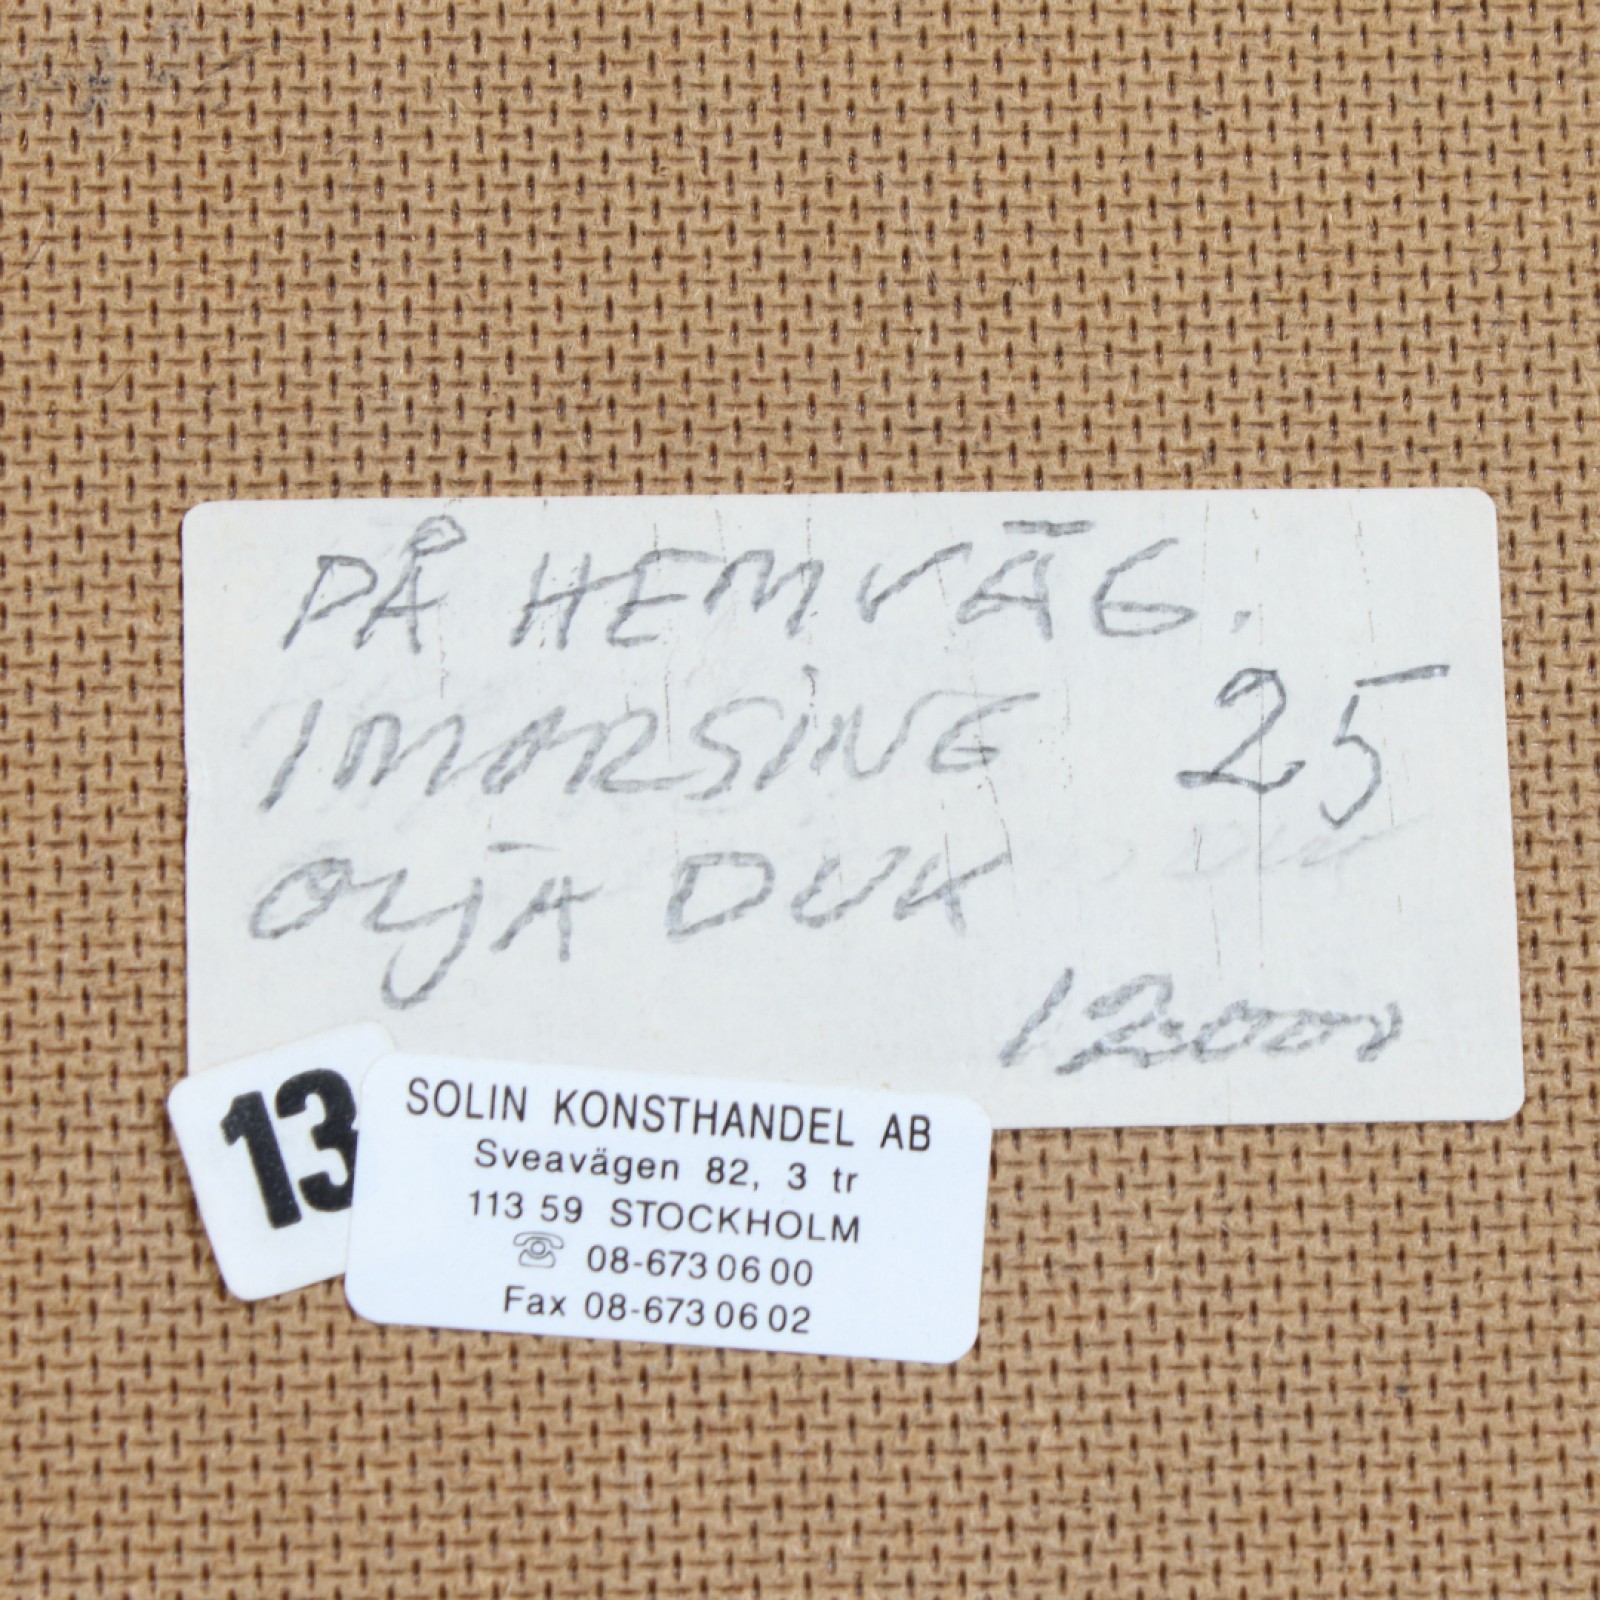 PÅ HEMVÄG.
IMARSINE 25
OLJA DUK
12000
13
SOLIN KONSTHANDEL AB
Sveavägen 82, 3 tr
113 59 STOCKHOLM
☏ 08-673 06 00
Fax 08-673 06 02